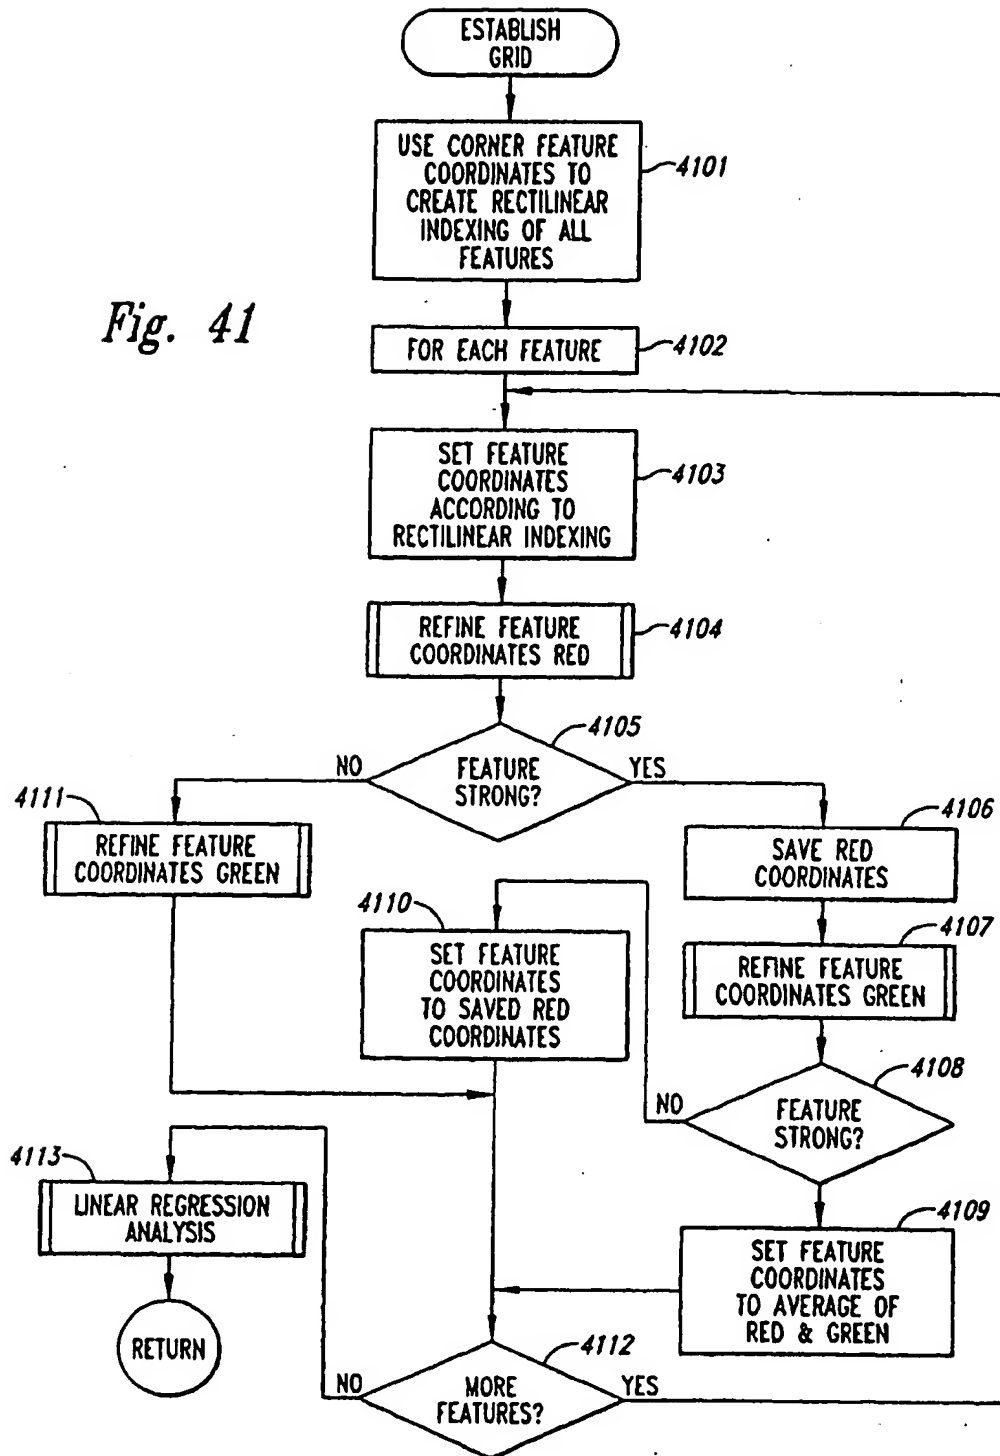 ESTABLISH
GRID
USE CORNER FEATURE
COORDINATES TO
CREATE RECTILINEAR
INDEXING OF ALL
FEATURES
4101
Fig. 41
FOR EACH FEATURE
4102
SET FEATURE
COORDINATES
ACCORDING TO
RECTILINEAR INDEXING
4103
REFINE FEATURE
COORDINATES RED
4104
FEATURE
STRONG?
4105
NO
YES
4111
REFINE FEATURE
COORDINATES GREEN
4106
SAVE RED
COORDINATES
4110
SET FEATURE
COORDINATES
TO SAVED RED
COORDINATES
4107
REFINE FEATURE
COORDINATES GREEN
4108
NO
FEATURE
STRONG?
4113
LINEAR REGRESSION
ANALYSIS
4109
SET FEATURE
COORDINATES
TO AVERAGE OF
RED & GREEN
RETURN
4112
NO
MORE
FEATURES?
YES